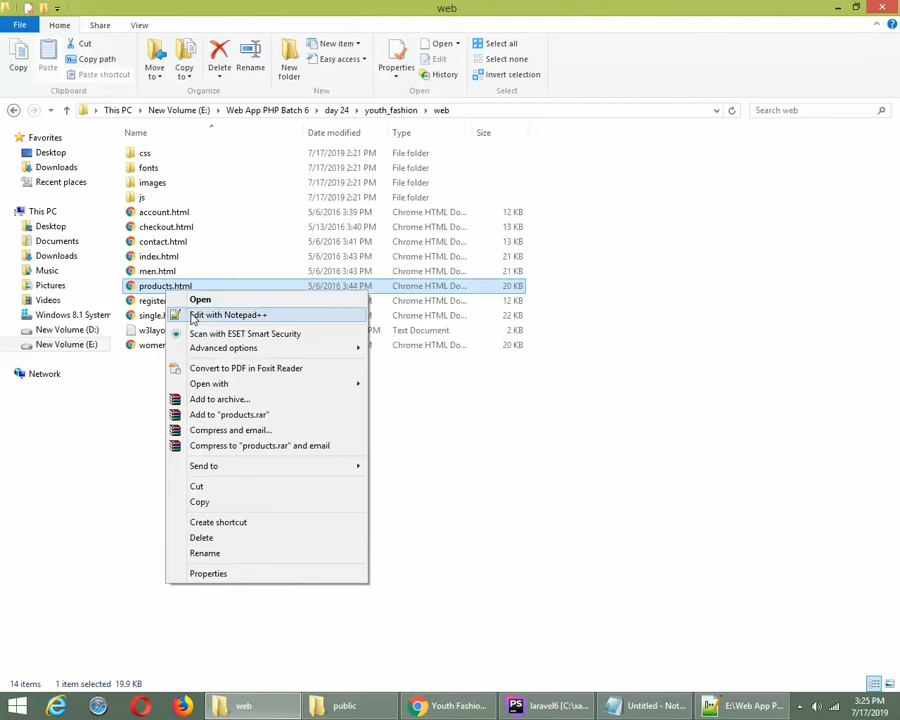 web
File Home Share View
Copy Paste Cut Copy path Paste shortcut Move to Copy to Delete Rename New folder New item Easy access Properties Open Edit History Select all Select none Invert selection
Clipboard Organize New Open Select
This PC New Volume (E:) Web App PHP Batch 6 day 24 youth_fashion web Search web
Favorites
Desktop
Downloads
Recent places
This PC
Desktop
Documents
Downloads
Music
Pictures
Videos
Windows 8.1 System
New Volume (D:)
New Volume (E:)
Network
Name Date modified Type Size
css 7/17/2019 2:21 PM File folder
fonts 7/17/2019 2:21 PM File folder
images 7/17/2019 2:21 PM File folder
js 7/17/2019 2:21 PM File folder
account.html 5/6/2016 3:39 PM Chrome HTML Do... 12 KB
checkout.html 5/13/2016 3:40 PM Chrome HTML Do... 13 KB
contact.html 5/6/2016 3:41 PM Chrome HTML Do... 13 KB
index.html 5/6/2016 3:43 PM Chrome HTML Do... 22 KB
men.html 5/6/2016 3:43 PM Chrome HTML Do... 20 KB
products.html 5/6/2016 3:44 PM Chrome HTML Do... 20 KB
registe Chrome HTML Do... 12 KB
single. Chrome HTML Do... 22 KB
w3layo PM Text Document 2 KB
wome Chrome HTML Do... 20 KB
Open
Edit with Notepad++
Scan with ESET Smart Security
Advanced options
Convert to PDF in Foxit Reader
Open with
Add to archive...
Add to "products.rar"
Compress and email...
Compress to "products.rar" and email
Send to
Cut
Copy
Create shortcut
Delete
Rename
Properties
14 items 1 item selected 19.9 KB
web public Youth Fashio... laravel6 [C:\xa... Untitled - Not... E:\Web App P...
3:25 PM
7/17/2019